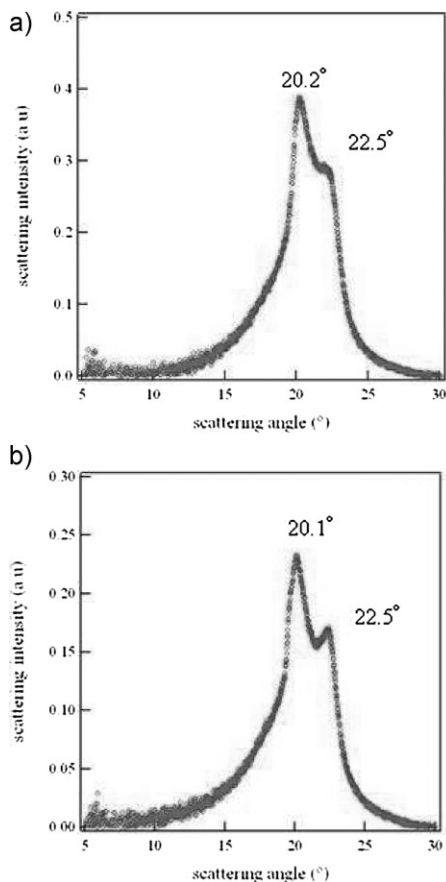 a)
0.5
0.4
0.3
0.2
0.1
0.0
scattering intensity (a u)
20.2°
22.5°
5 10 15 20 25 30
scattering angle (°)
b)
0.30
0.25
0.20
0.15
0.10
0.05
0.00
scattering intensity (a u)
20.1°
22.5°
5 10 15 20 25 30
scattering angle (°)